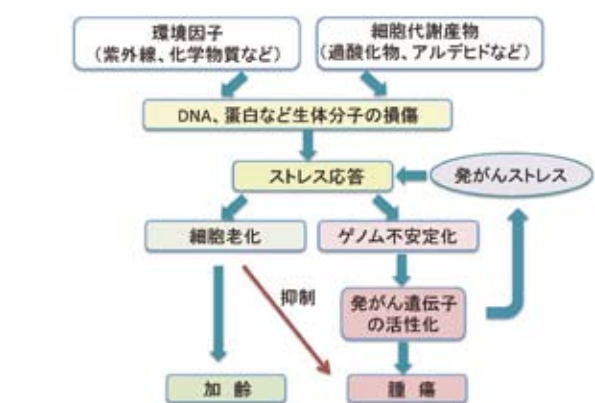 環境因子
(紫外線、化学物質など)
細胞代謝産物
(過酸化物、アルデヒドなど)
DNA、蛋白など生体分子の損傷
ストレス応答
発がんストレス
細胞老化
ゲノム不安定化
抑制
発がん遺伝子
の活性化
加 齢
腫 瘍